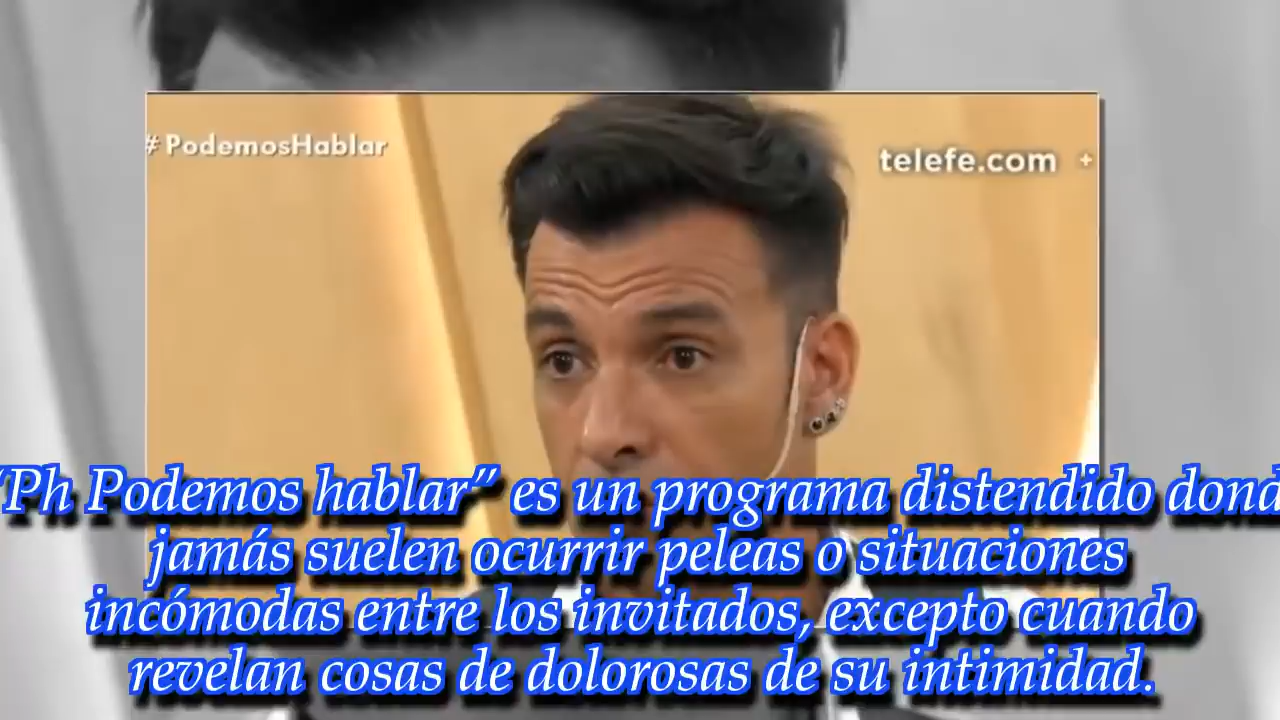 # PodemosHablar
telefe.com +
“Ph Podemos hablar” es un programa distendido dond
jamás suelen ocurrir peleas o situaciones
incómodas entre los invitados, excepto cuando
revelan cosas de dolorosas de su intimidad.